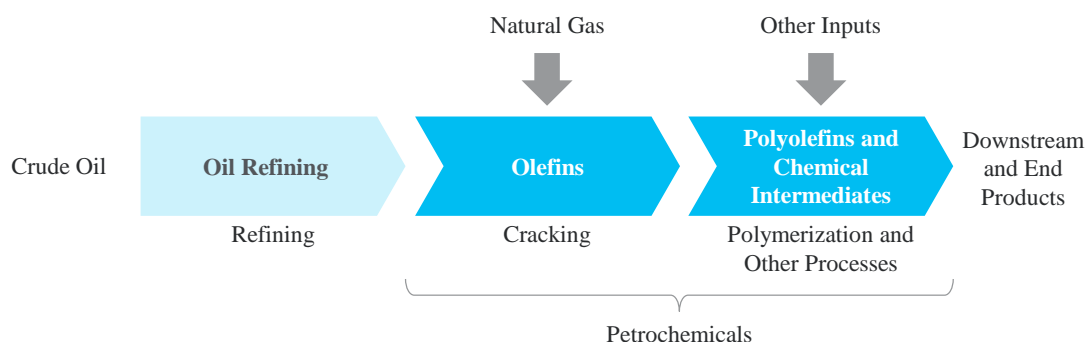 Natural Gas
Other Inputs
Crude Oil
Oil Refining
Olefins
Polyolefins and
Chemical
Intermediates
Downstream
and End
Products
Refining
Cracking
Polymerization and
Other Processes
Petrochemicals